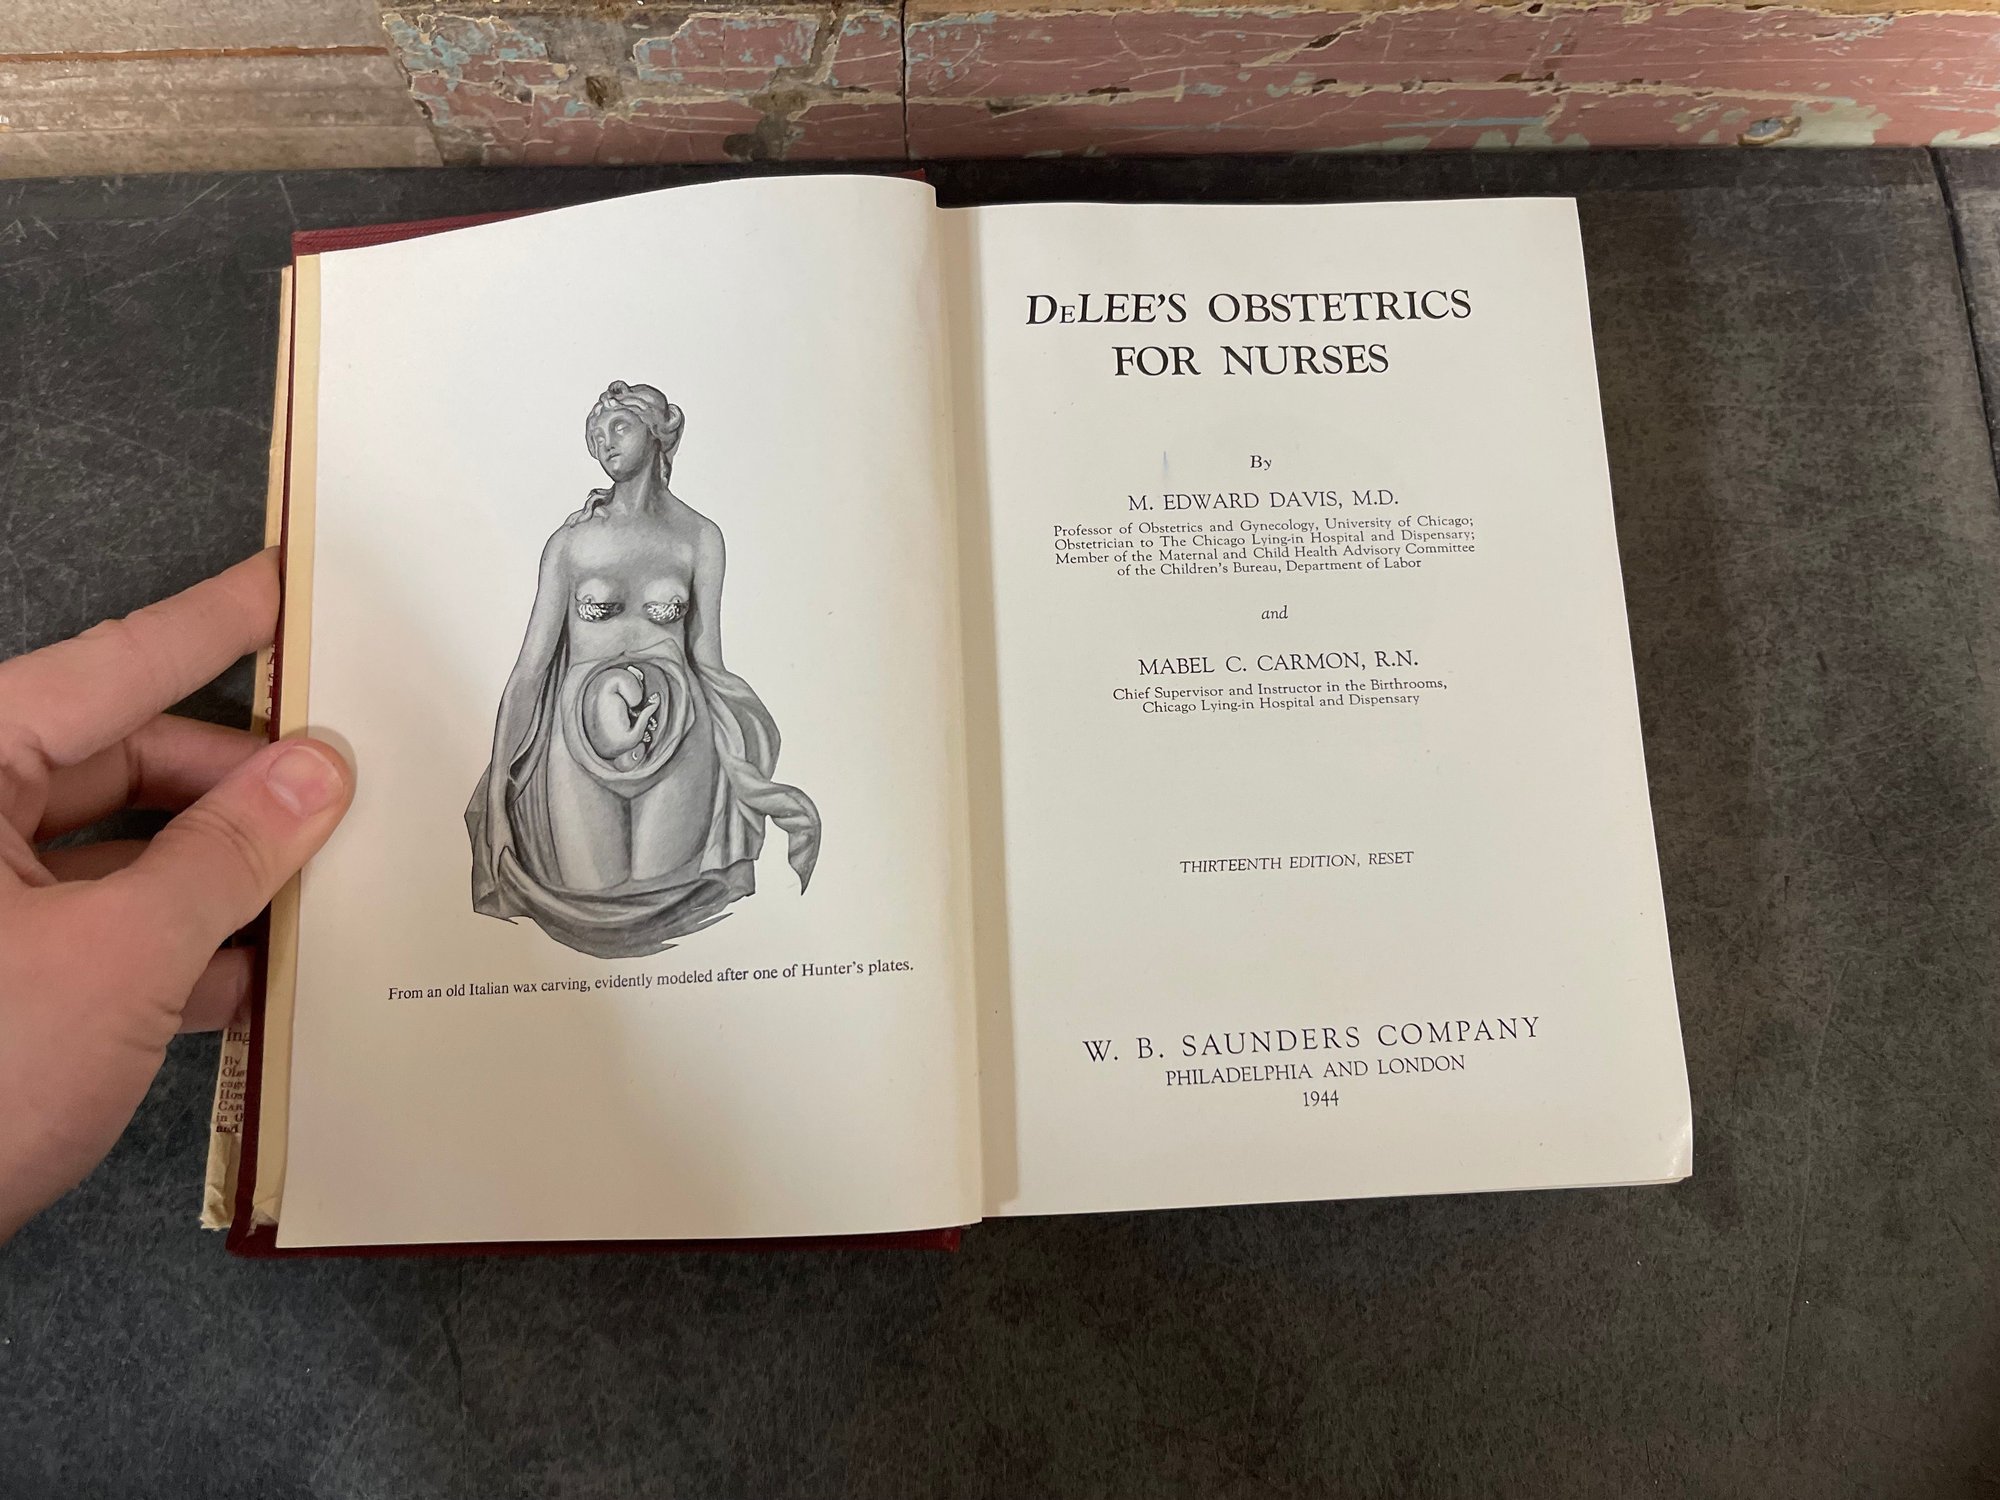 From an old Italian wax carving, evidently modeled after one of Hunter's plates.
DeLEE'S OBSTETRICS
FOR NURSES
By
M. EDWARD DAVIS, M.D.
Professor of Obstetrics and Gynecology, University of Chicago;
Obstetrician to The Chicago Lying-in Hospital and Dispensary;
Member of the Maternal and Child Health Advisory Committee
of the Children's Bureau, Department of Labor
and
MABEL C. CARMON, R.N.
Chief Supervisor and Instructor in the Birthrooms,
Chicago Lying-in Hospital and Dispensary
THIRTEENTH EDITION, RESET
W. B. SAUNDERS COMPANY
PHILADELPHIA AND LONDON
1944
ing
By
in
and